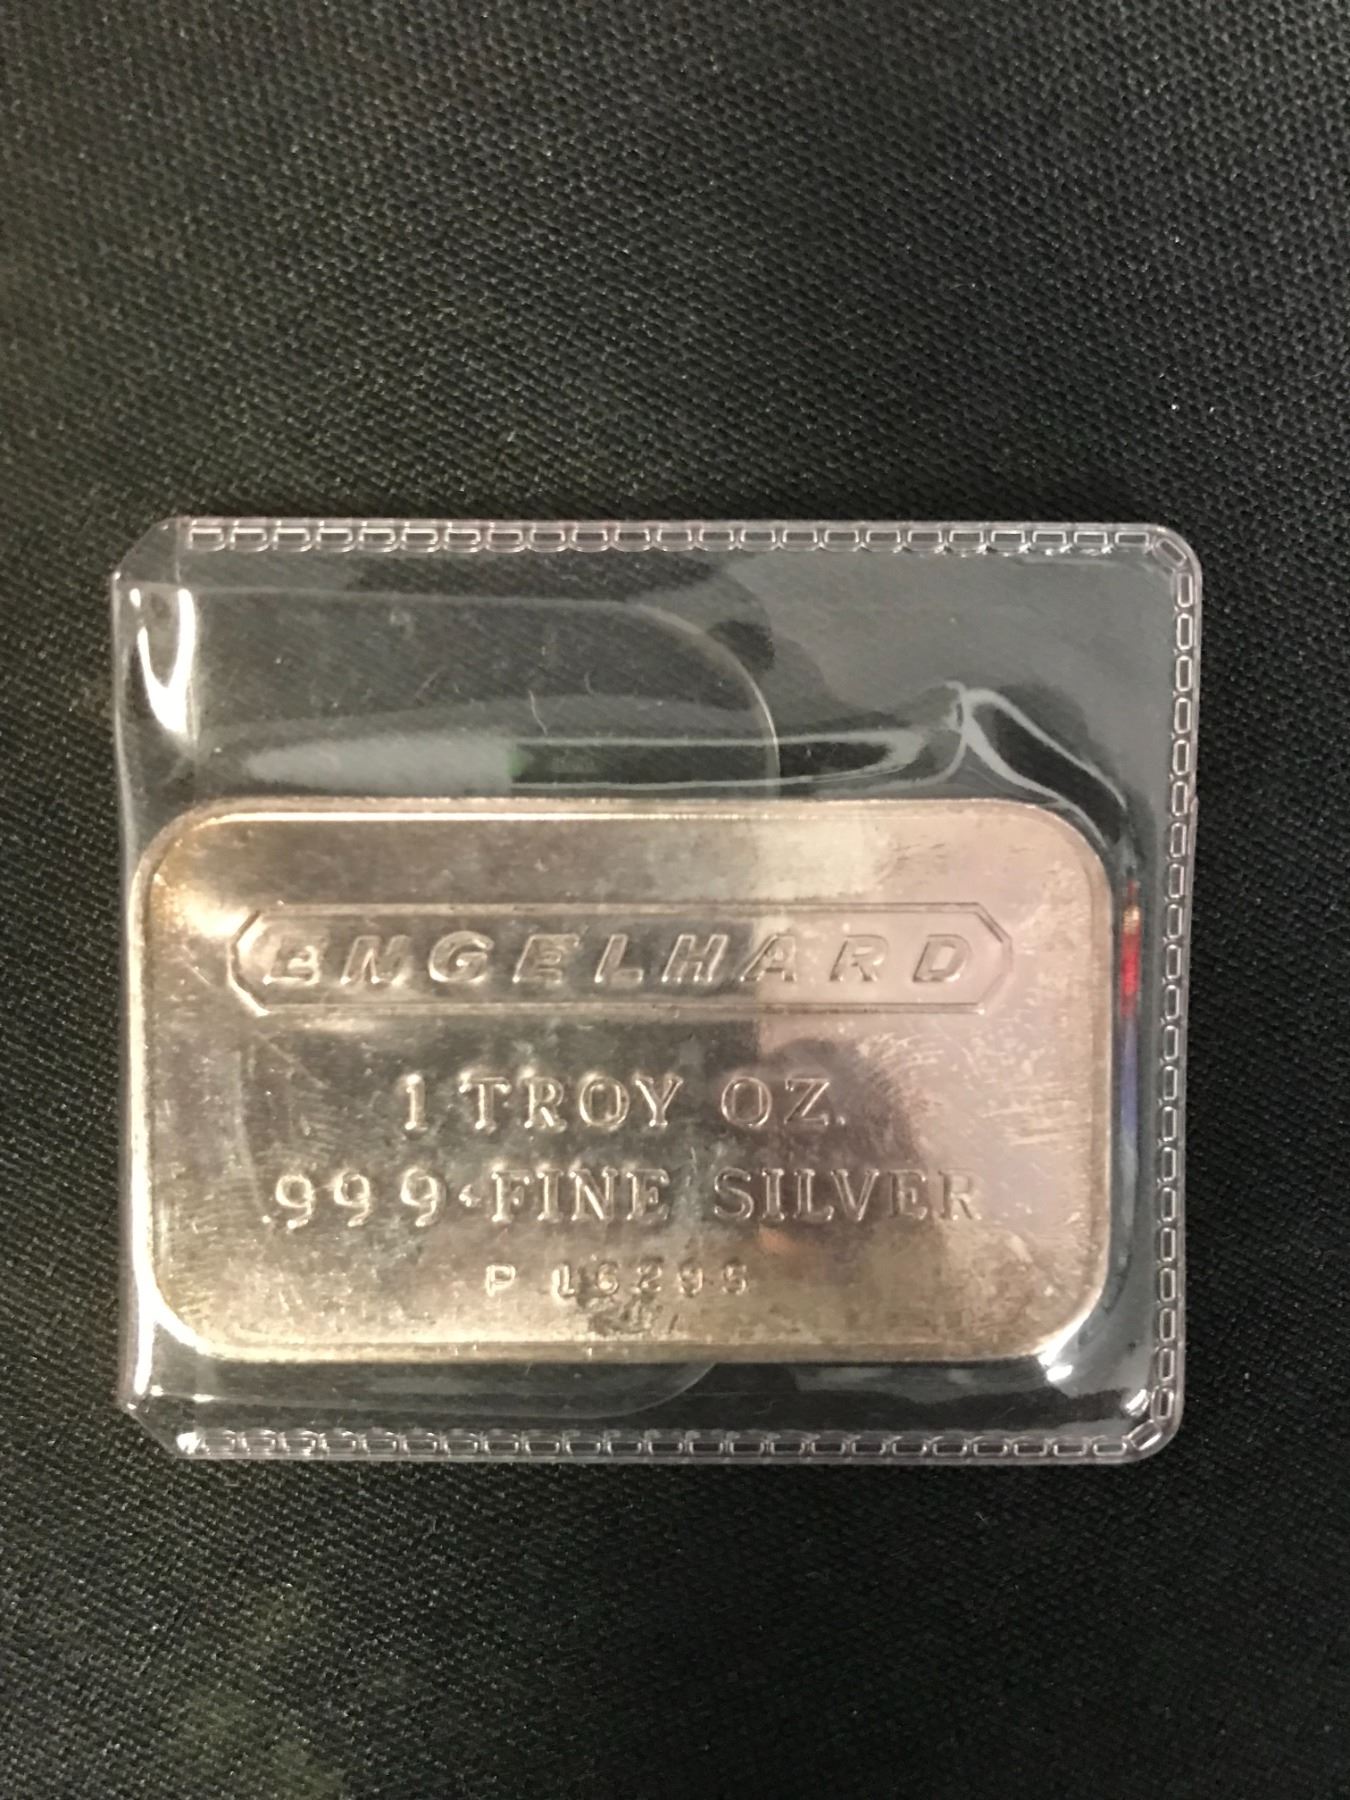 ENGELHARD
1 TROY OZ.
.999+ FINE SILVER
P 16295